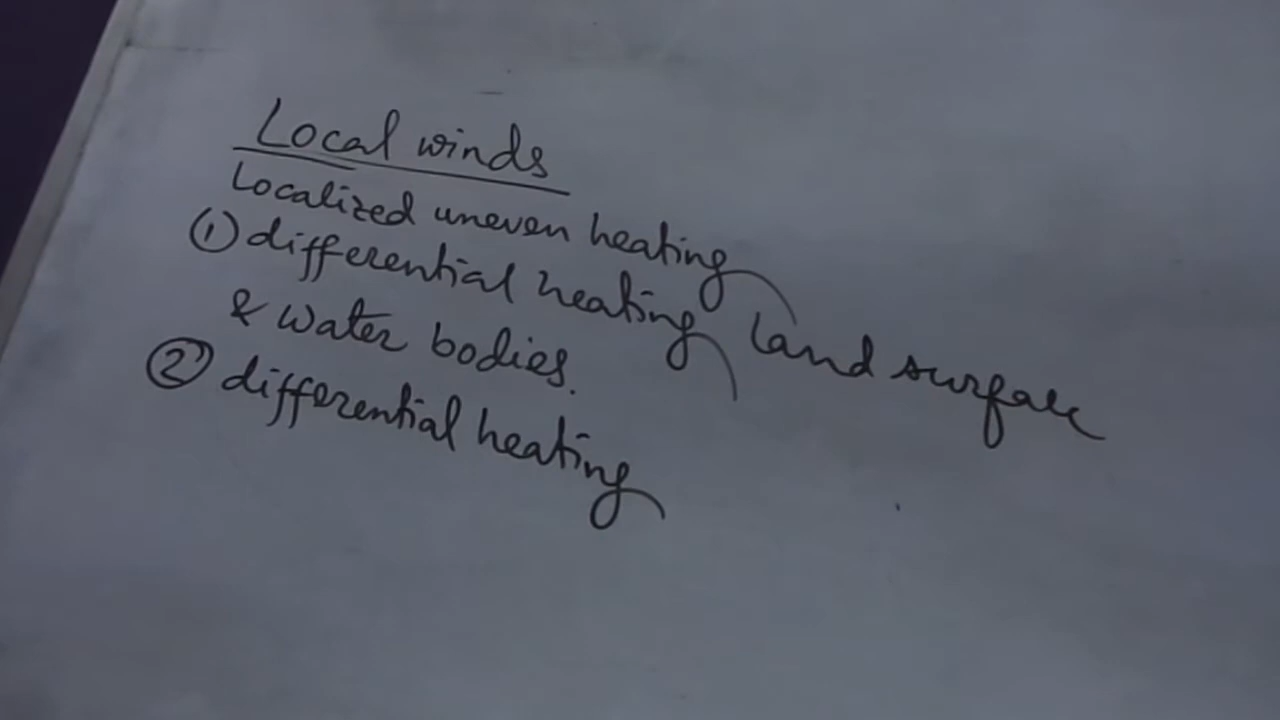 Local winds
Localized uneven heating
① differential heating land surface
& water bodies.
② differential heating